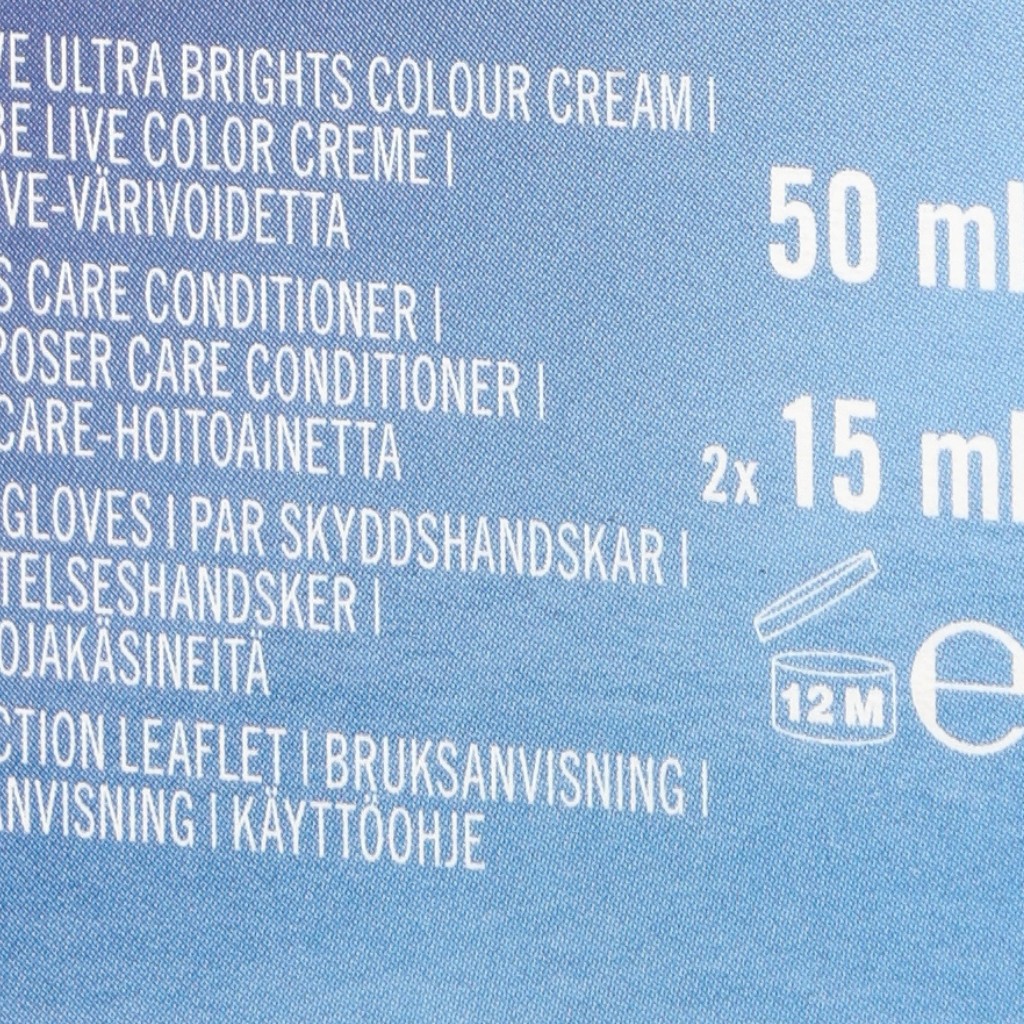 VE ULTRA BRIGHTS COLOUR CREAM |
BE LIVE COLOR CREME |
VE-VÄRIVOIDETTA
50 ml
S CARE CONDITIONER |
POSER CARE CONDITIONER |
CARE-HOITOAINETTA
2x 15 ml
GLOVES | PAR SKYDDSHANDSKAR |
TELSESHANDSKER |
OJAKÄSINEITÄ
12 M e
CTION LEAFLET | BRUKSANVISNING |
ANVISNING | KÄYTTÖOHJE